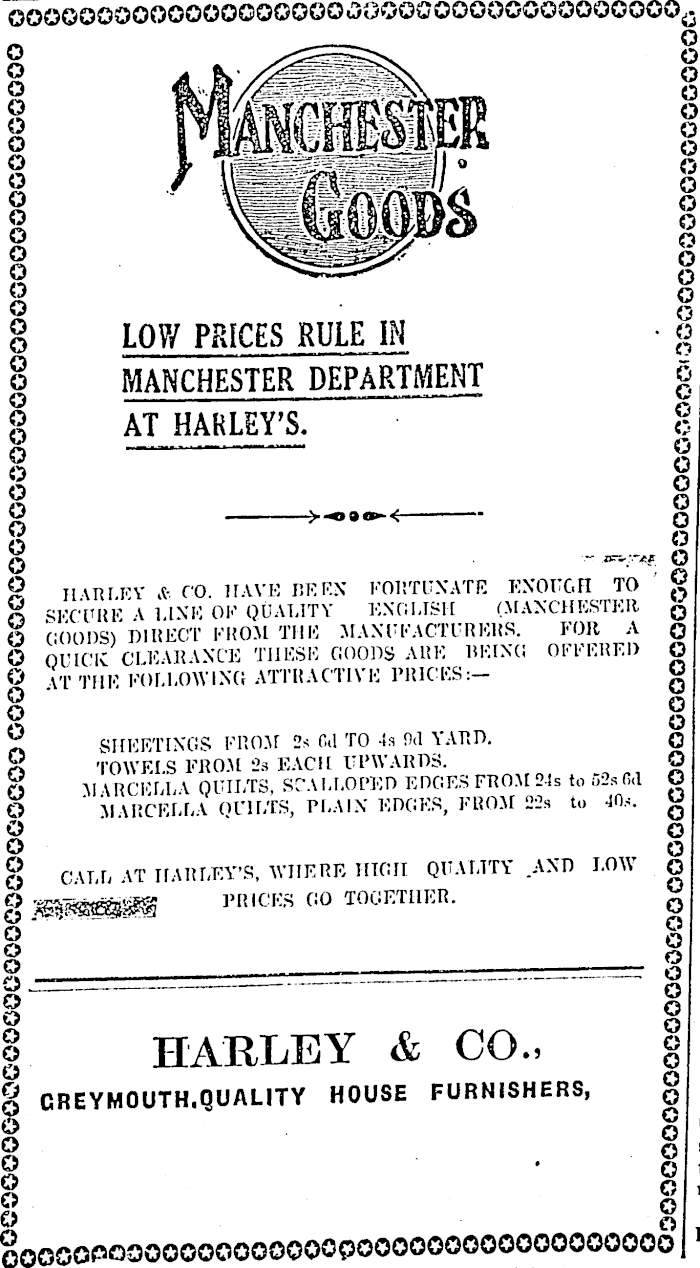 MANCHESTER
GOODS
LOW PRICES RULE IN
MANCHESTER DEPARTMENT
AT HARLEY'S.
HARLEY & CO. HAVE BEEN FORTUNATE ENOUGH TO
SECURE A LINE OF QUALITY ENGLISH (MANCHESTER
GOODS) DIRECT FROM THE MANUFACTURERS. FOR A
QUICK CLEARANCE THESE GOODS ARE BEING OFFERED
AT THE FOLLOWING ATTRACTIVE PRICES:—
SHEETINGS FROM 2s 6d TO 4s 9d YARD.
TOWELS FROM 2s EACH UPWARDS.
MARCELLA QUILTS, SCALLOPED EDGES FROM 24s to 52s 6d
MARCELLA QUILTS, PLAIN EDGES, FROM 22s to 40s.
CALL AT HARLEY'S, WHERE HIGH QUALITY AND LOW
PRICES GO TOGETHER.
HARLEY & CO.,
GREYMOUTH,QUALITY HOUSE FURNISHERS,